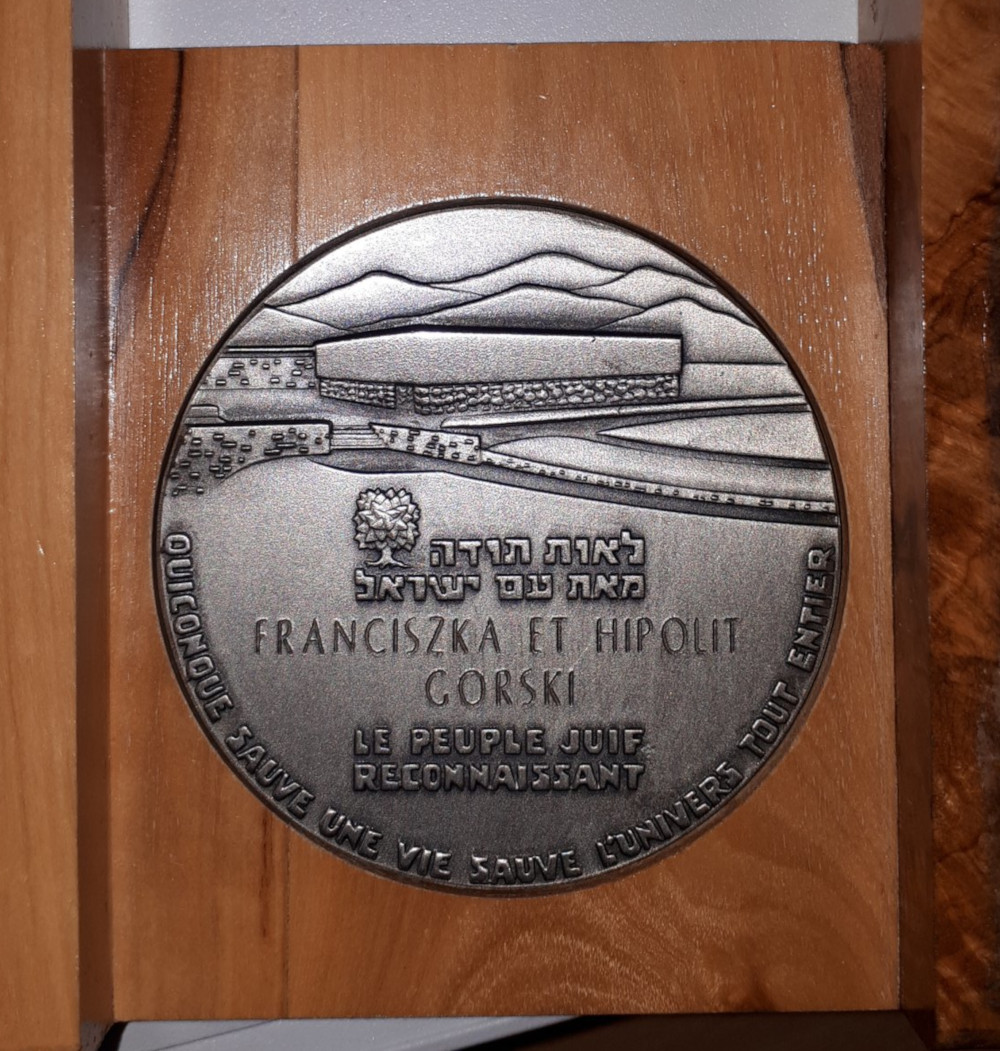 לאות תודה
מאת עם ישראל
FRANCISZKA ET HIPOLIT
GORSKI
LE PEUPLE JUIF
RECONNAISSANT
QUICONQUE SAUVE UNE VIE SAUVE L'UNIVERS TOUT ENTIER